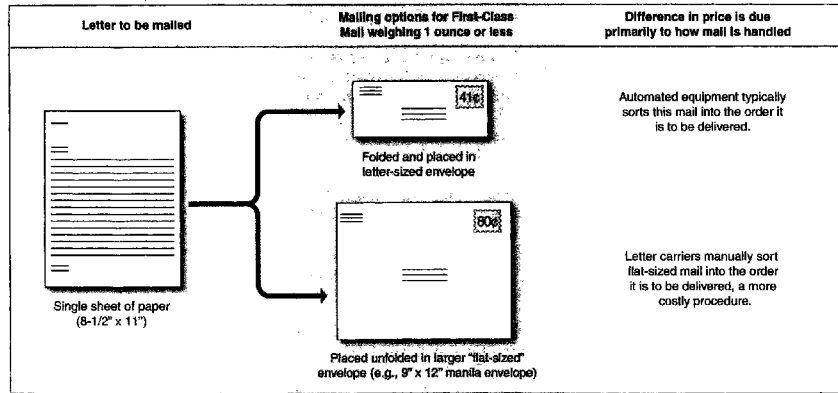 Letter to be mailed
Mailing options for First-Class
Mail weighing 1 ounce or less
Difference in price is due
primarily to how mail is handled
41¢
Folded and placed in
letter-sized envelope
Automated equipment typically
sorts this mail into the order it
is to be delivered.
Single sheet of paper
(8-1/2" x 11")
80¢
Placed unfolded in larger "flat-sized"
envelope (e.g., 9" x 12" manila envelope)
Letter carriers manually sort
flat-sized mail into the order
it is to be delivered, a more
costly procedure.